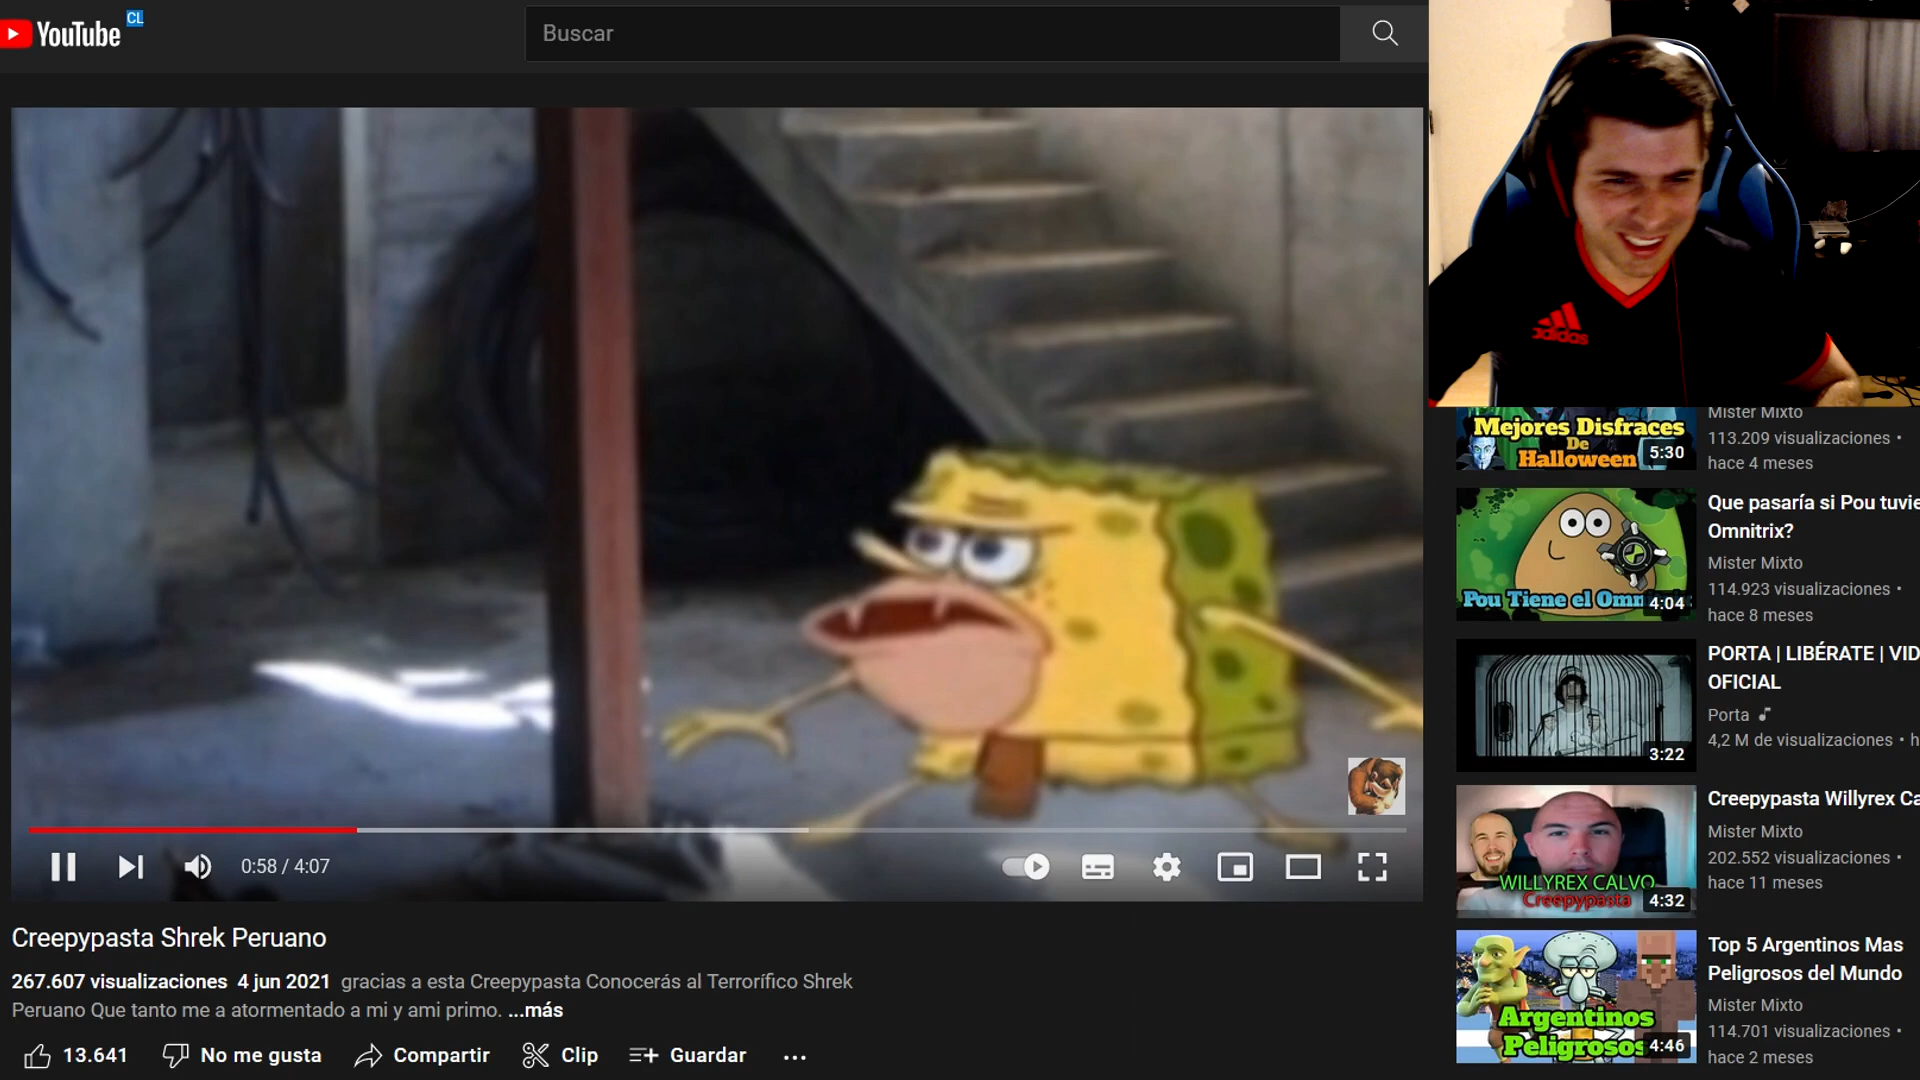 YouTube CL
Buscar
adidas
0:58 / 4:07
Creepypasta Shrek Peruano
267.607 visualizaciones 4 jun 2021 gracias a esta Creepypasta Conocerás al Terrorífico Shrek
Peruano Que tanto me a atormentado a mi y ami primo. ...más
13.641 No me gusta Compartir Clip Guardar ...
Mejores Disfraces
De
Halloween
5:30
Mister Mixto
113.209 visualizaciones •
hace 4 meses
Pou Tiene el Omn
4:04
Que pasaría si Pou tuvie
Omnitrix?
Mister Mixto
114.923 visualizaciones •
hace 8 meses
3:22
PORTA | LIBÉRATE | VID
OFICIAL
Porta
4,2 M de visualizaciones • h
WILLYREX CALVO
Creepypasta
4:32
Creepypasta Willyrex Ca
Mister Mixto
202.552 visualizaciones •
hace 11 meses
Argentinos
Peligrosos
4:46
Top 5 Argentinos Mas
Peligrosos del Mundo
Mister Mixto
114.701 visualizaciones •
hace 2 meses